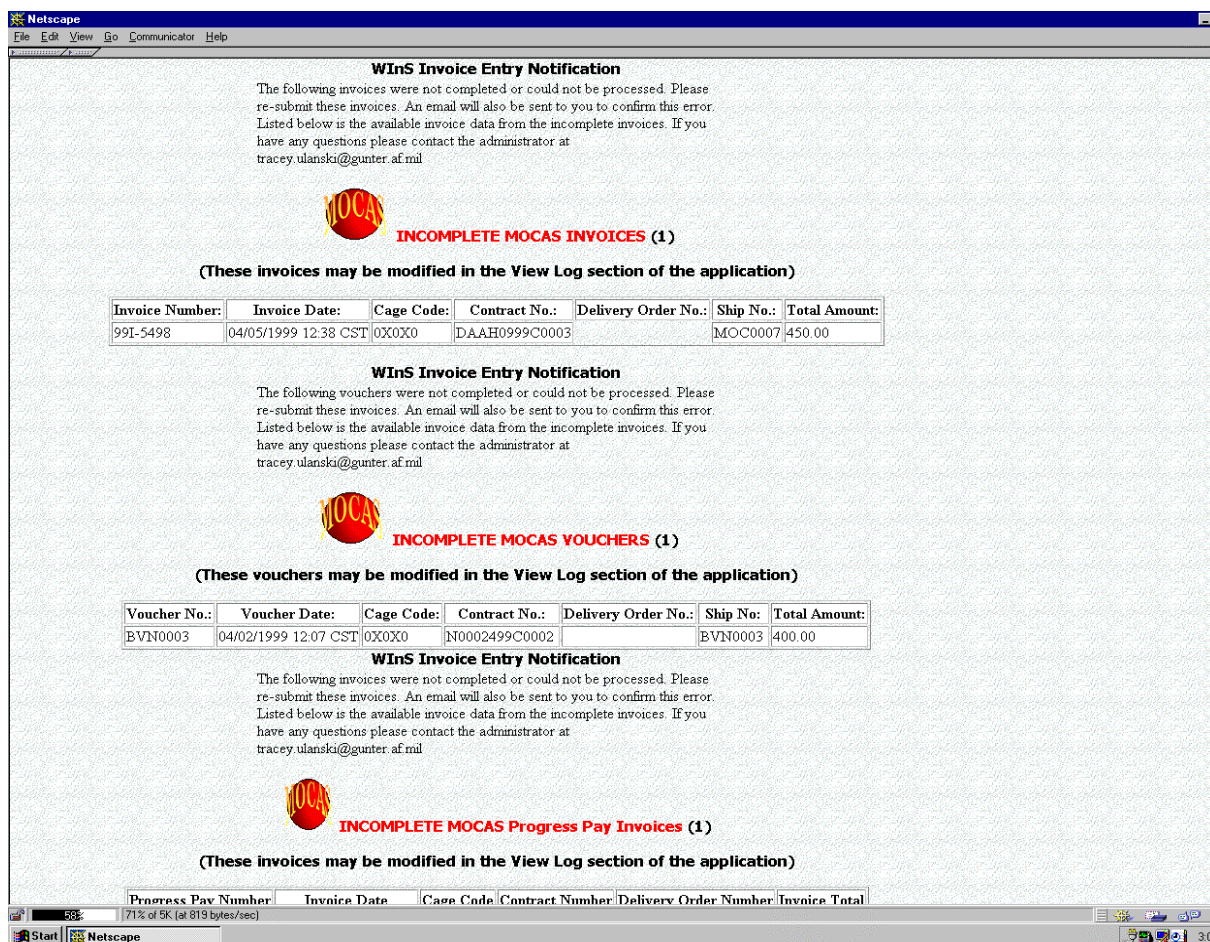 Netscape
File Edit View Go Communicator Help
WInS Invoice Entry Notification
The following invoices were not completed or could not be processed. Please
re-submit these invoices. An email will also be sent to you to confirm this error.
Listed below is the available invoice data from the incomplete invoices. If you
have any questions please contact the administrator at
tracey.ulanski@gunter.af.mil
MOCAS
INCOMPLETE MOCAS INVOICES (1)
(These invoices may be modified in the View Log section of the application)
Invoice Number: Invoice Date: Cage Code: Contract No.: Delivery Order No.: Ship No.: Total Amount:
99I-5498 04/05/1999 12:38 CST 0X0X0 DAAH0999C0003 MOC0007 450.00
WInS Invoice Entry Notification
The following vouchers were not completed or could not be processed. Please
re-submit these invoices. An email will also be sent to you to confirm this error.
Listed below is the available invoice data from the incomplete invoices. If you
have any questions please contact the administrator at
tracey.ulanski@gunter.af.mil
MOCAS
INCOMPLETE MOCAS VOUCHERS (1)
(These vouchers may be modified in the View Log section of the application)
Voucher No.: Voucher Date: Cage Code: Contract No.: Delivery Order No.: Ship No: Total Amount:
BVN0003 04/02/1999 12:07 CST 0X0X0 N0002499C0002 BVN0003 400.00
WInS Invoice Entry Notification
The following invoices were not completed or could not be processed. Please
re-submit these invoices. An email will also be sent to you to confirm this error.
Listed below is the available invoice data from the incomplete invoices. If you
have any questions please contact the administrator at
tracey.ulanski@gunter.af.mil
MOCAS
INCOMPLETE MOCAS Progress Pay Invoices (1)
(These invoices may be modified in the View Log section of the application)
Progress Pay Number Invoice Date Cage Code Contract Number Delivery Order Number Invoice Total
58% 71% of 5K (at 819 bytes/sec)
Start Netscape